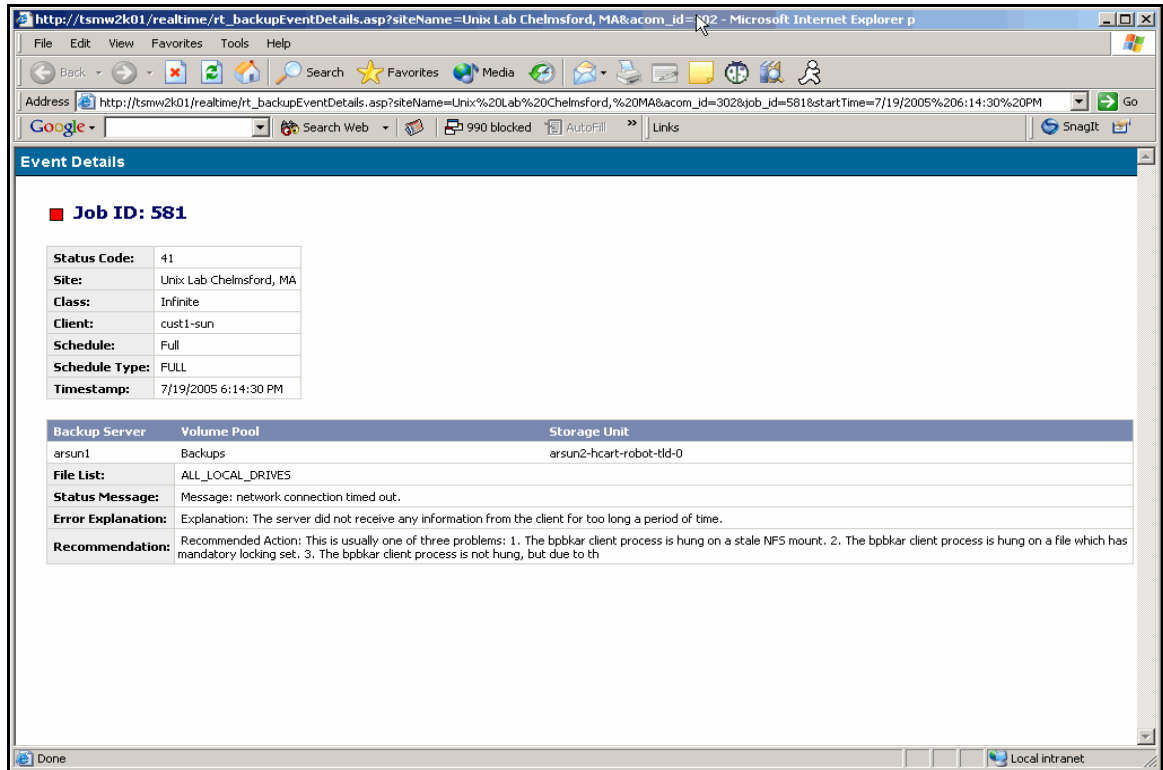 http://tsmw2k01/realtime/rt_backupEventDetails.asp?siteName=Unix Lab Chelmsford, MA&acom_id=302 - Microsoft Internet Explorer p
File Edit View Favorites Tools Help
Back Search Favorites Media
Address http://tsmw2k01/realtime/rt_backupEventDetails.asp?siteName=Unix%20Lab%20Chelmsford,%20MA&acom_id=302&job_id=581&startTime=7/19/2005%206:14:30%20PM Go
Google Search Web 990 blocked AutoFill » Links SnagIt
Event Details
Job ID: 581
Status Code: 41
Site: Unix Lab Chelmsford, MA
Class: Infinite
Client: cust1-sun
Schedule: Full
Schedule Type: FULL
Timestamp: 7/19/2005 6:14:30 PM
Backup Server Volume Pool Storage Unit
arsun1 Backups arsun2-hcart-robot-tld-0
File List: ALL_LOCAL_DRIVES
Status Message: Message: network connection timed out.
Error Explanation: Explanation: The server did not receive any information from the client for too long a period of time.
Recommendation: Recommended Action: This is usually one of three problems: 1. The bpbkar client process is hung on a stale NFS mount. 2. The bpbkar client process is hung on a file which has
mandatory locking set. 3. The bpbkar client process is not hung, but due to th
Done Local intranet